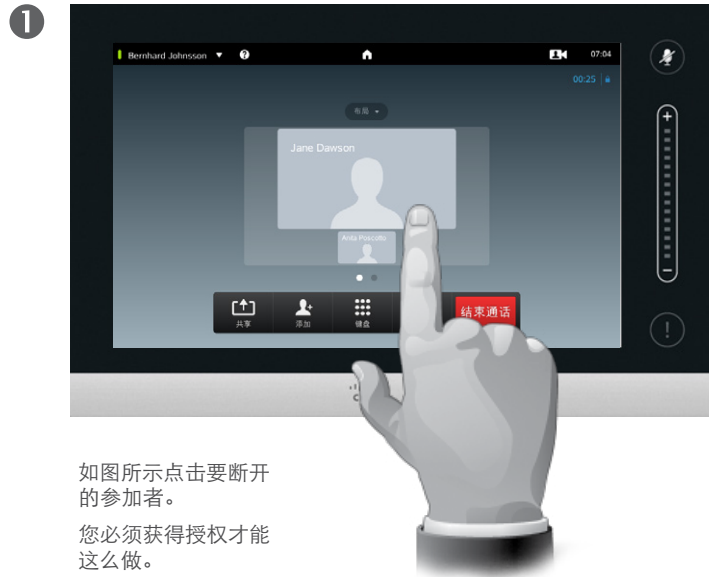 1
Bernhard Johnsson
?
07:04
00:25
布局
Jane Dawson
Anita Poscotto
+
−
共享
添加
键盘
结束通话
!
如图所示点击要断开
的参加者。
您必须获得授权才能
这么做。